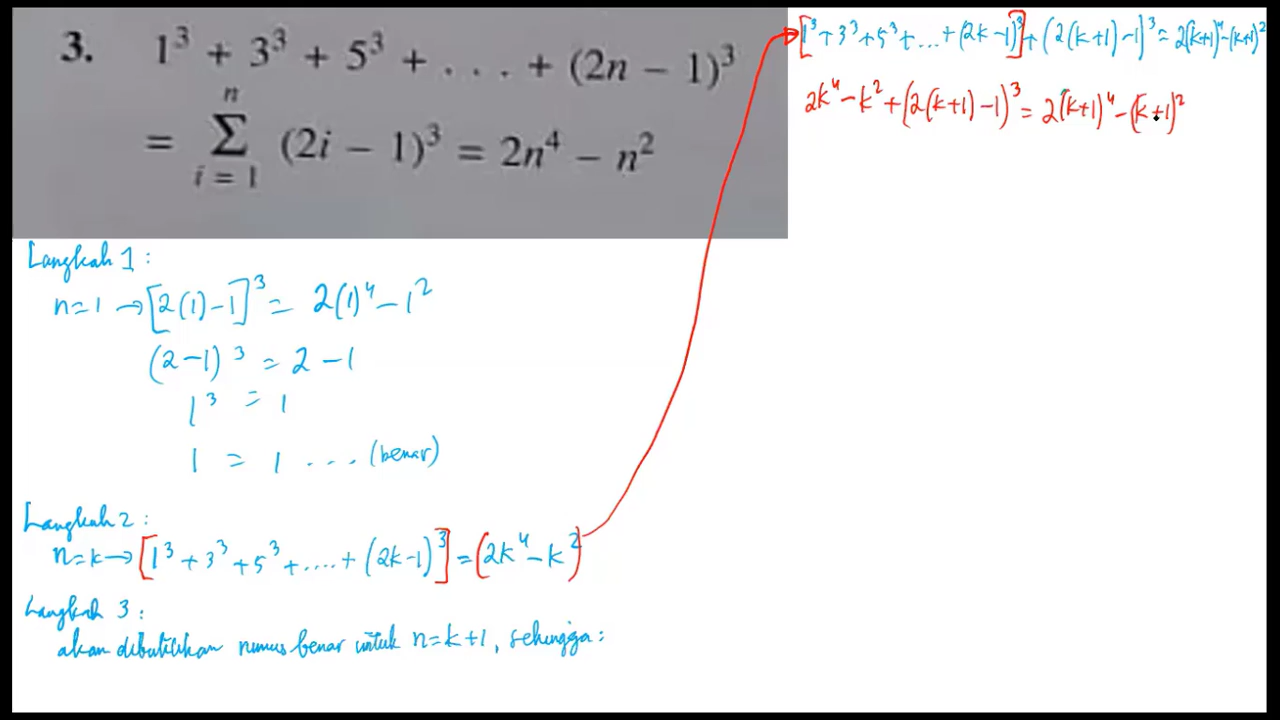 3. 1³ + 3³ + 5³ + . . . + (2n − 1)³
= n Σ i = 1 (2i − 1)³ = 2n⁴ − n²
Langkah 1 :
n=1 → [2(1)−1]³ = 2(1)⁴ − 1²
(2−1)³ = 2 − 1
1³ = 1
1 = 1 .... (benar)
Langkah 2 :
n=k → [1³ + 3³ + 5³ + .... + (2k−1)³] = (2k⁴ − k²)
Langkah 3 :
akan dibuktikan rumus benar untuk n=k+1, sehingga :
[1³ + 3³ + 5³ + ... + (2k−1)³] + (2(k+1)−1)³ = 2(k+1)⁴ − (k+1)²
2k⁴ − k² + (2(k+1)−1)³ = 2(k+1)⁴ − (k+1)²